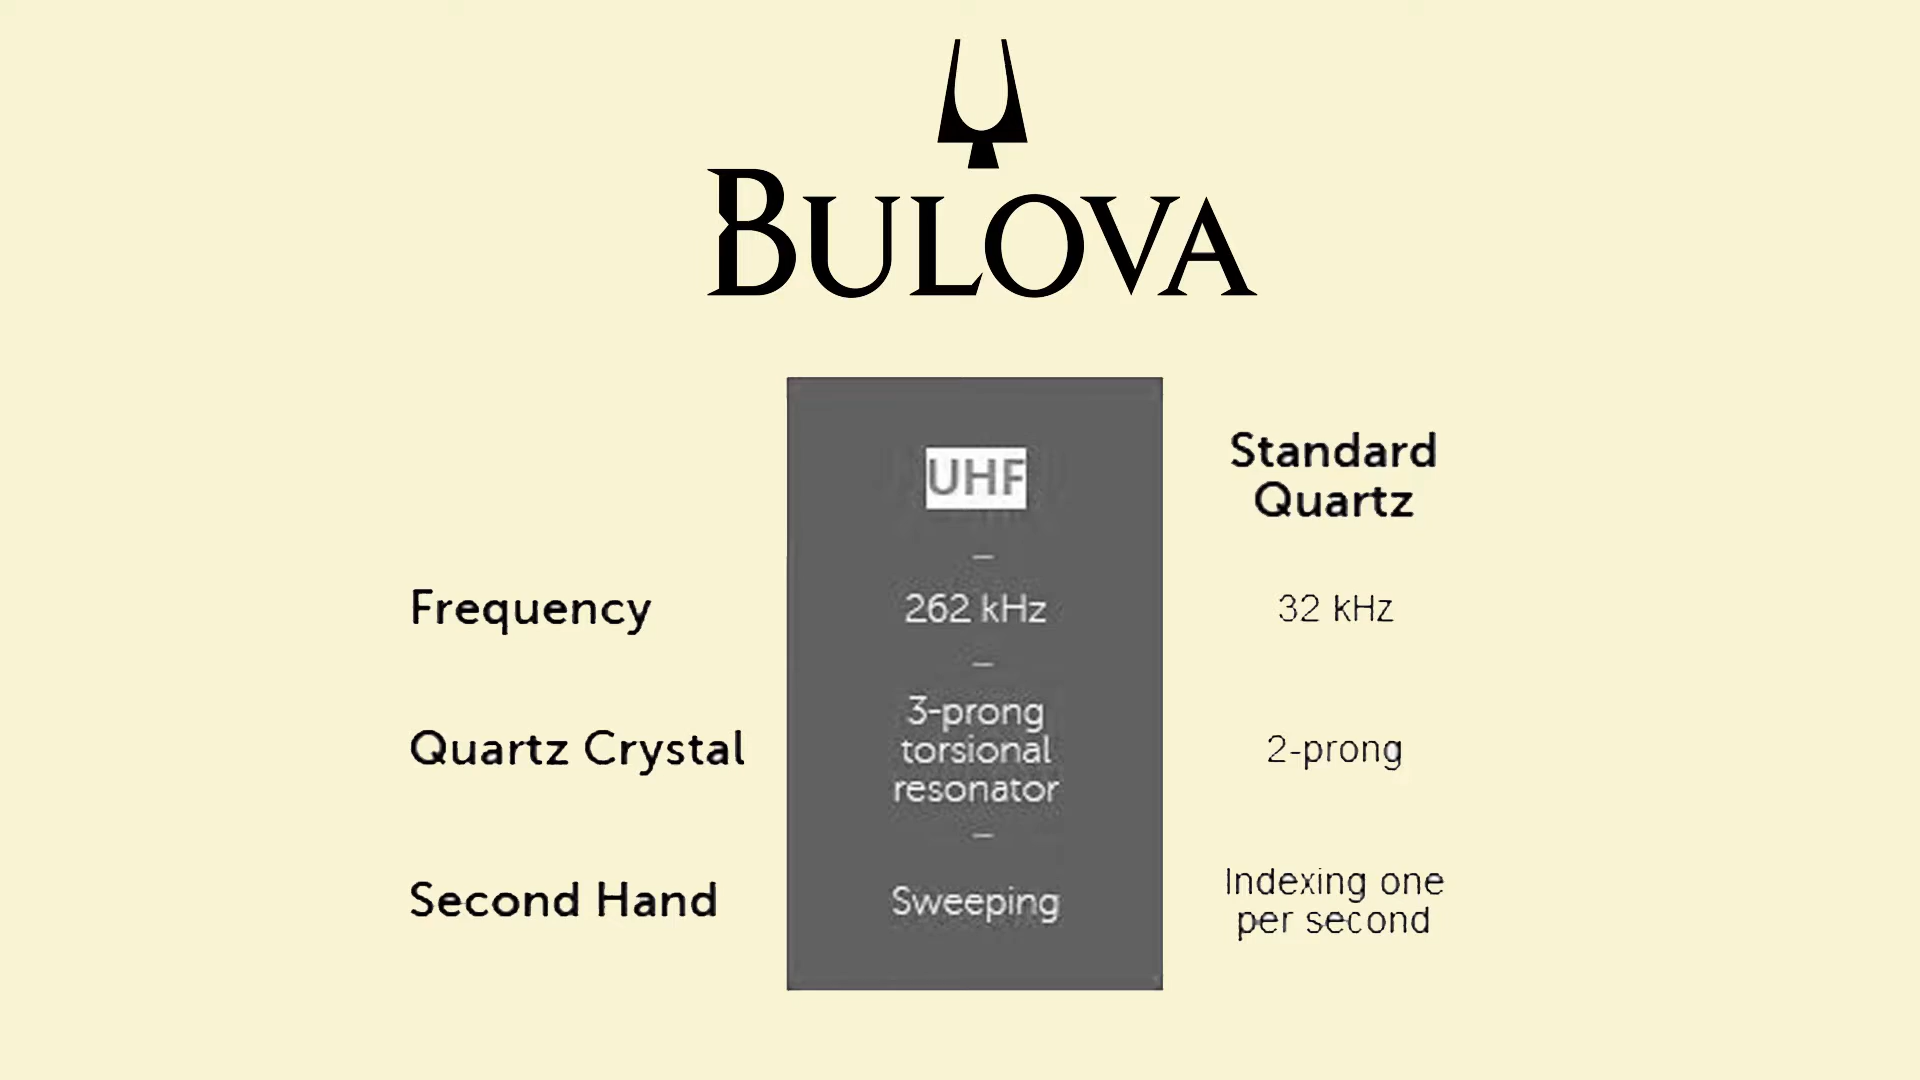 BULOVA
UHF
Standard
Quartz
Frequency
262 kHz
32 kHz
Quartz Crystal
3-prong
torsional
resonator
2-prong
Second Hand
Sweeping
Indexing one
per second